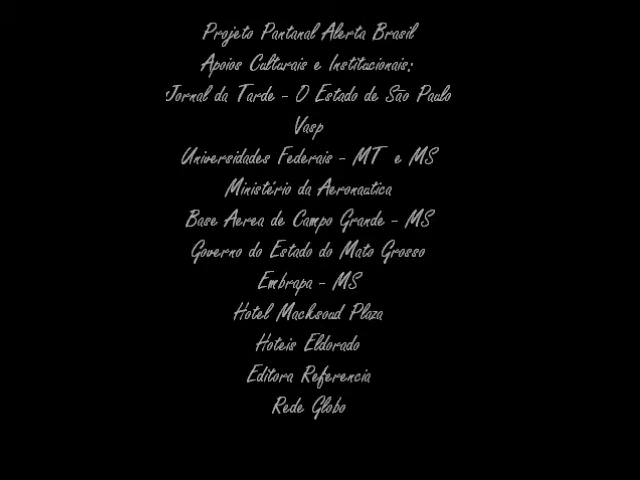 Projeto Pantanal Alerta Brasil
Apoios Culturais e Institucionais:
Jornal da Tarde - O Estado de São Paulo
Vasp
Universidades Federais - MT e MS
Ministério da Aeronautica
Base Aerea de Campo Grande - MS
Governo do Estado do Mato Grosso
Embrapa - MS
Hotel Macksoud Plaza
Hoteis Eldorado
Editora Referencia
Rede Globo